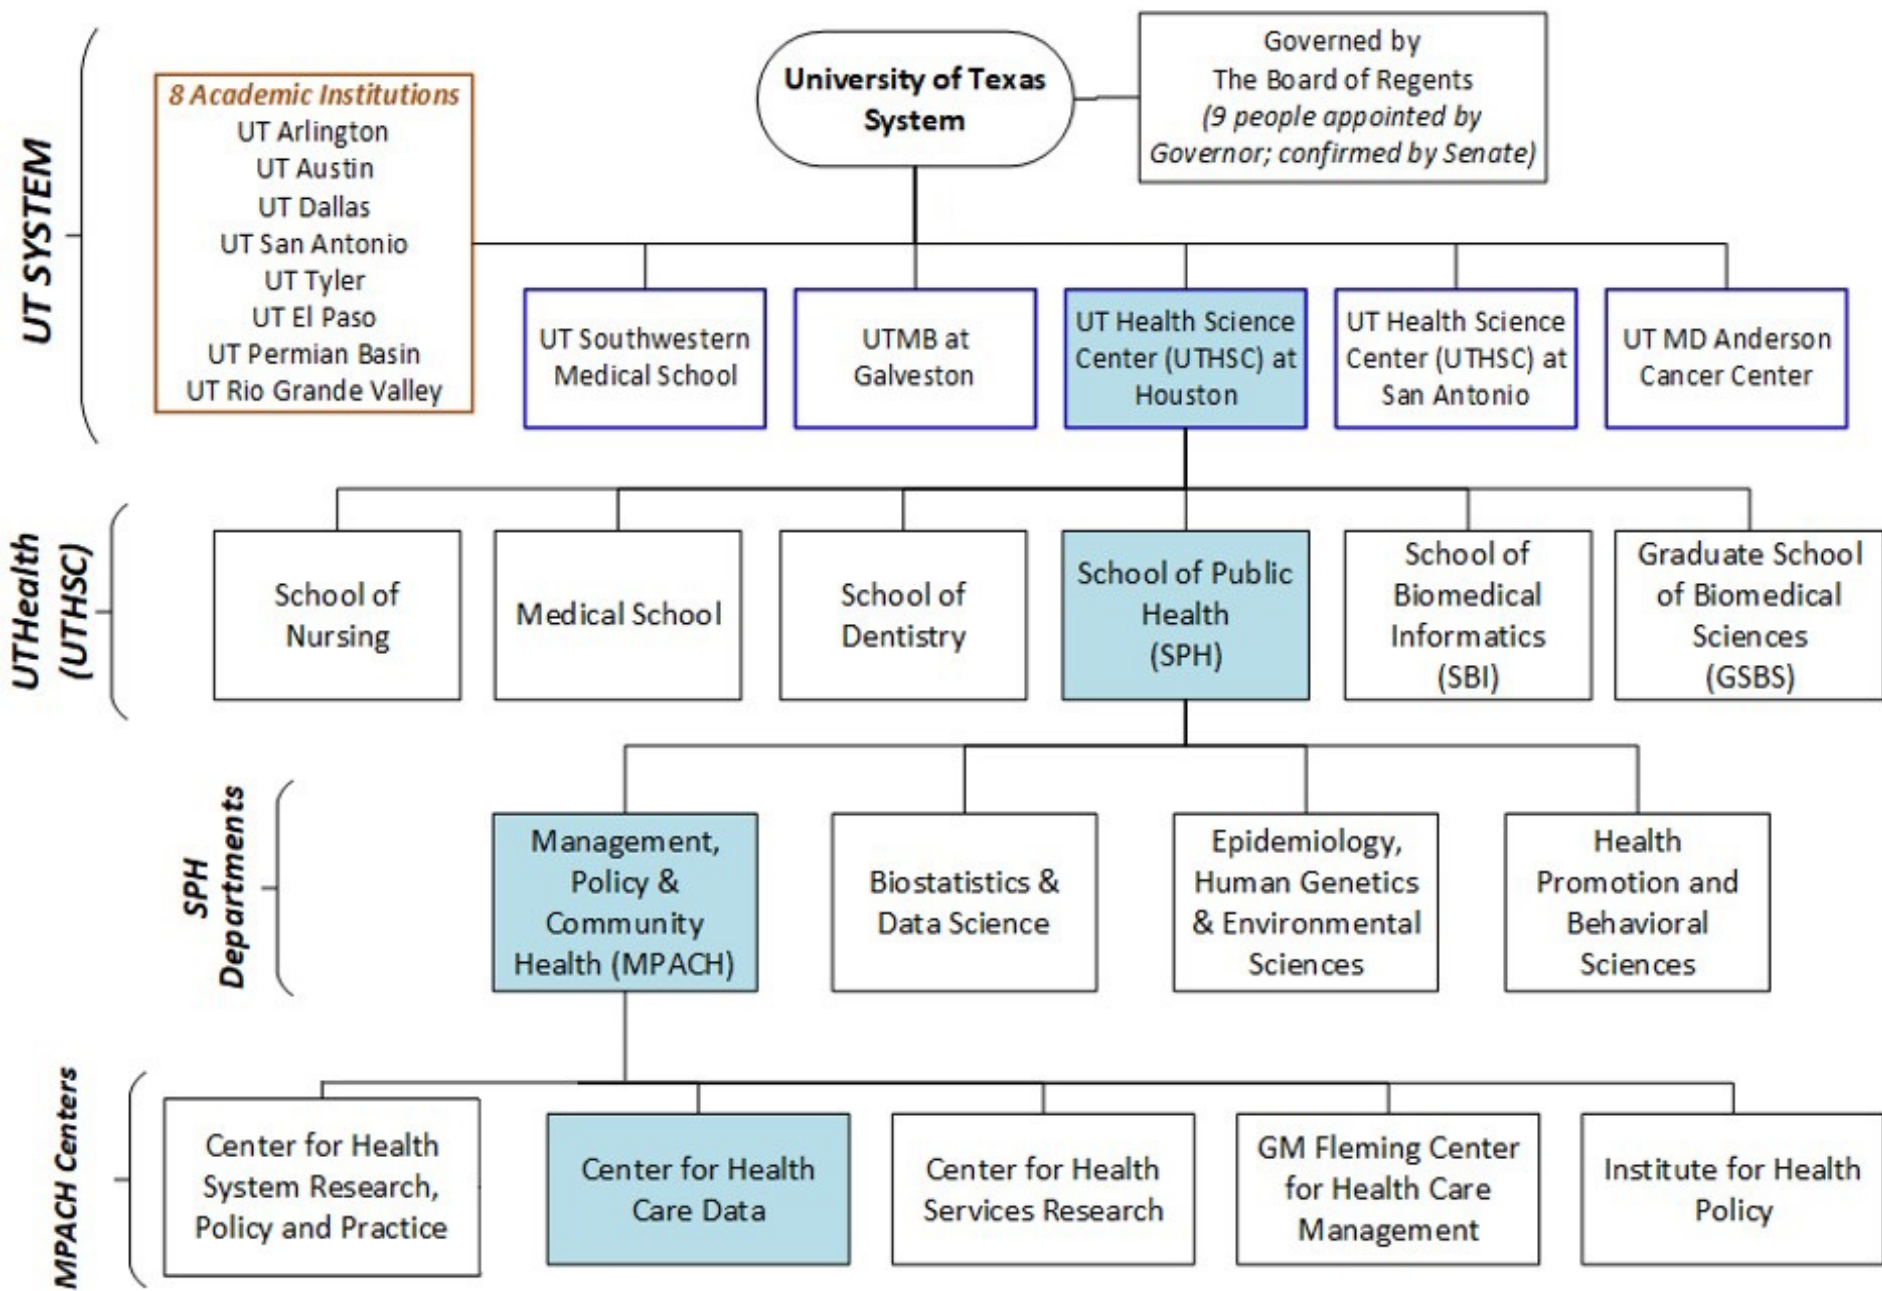 UT SYSTEM
8 Academic Institutions
UT Arlington
UT Austin
UT Dallas
UT San Antonio
UT Tyler
UT El Paso
UT Permian Basin
UT Rio Grande Valley
University of Texas
System
Governed by
The Board of Regents
(9 people appointed by
Governor; confirmed by Senate)
UT Southwestern
Medical School
UTMB at
Galveston
UT Health Science
Center (UTHSC) at
Houston
UT Health Science
Center (UTHSC) at
San Antonio
UT MD Anderson
Cancer Center
UTHealth
(UTHSC)
School of
Nursing
Medical School
School of
Dentistry
School of Public
Health
(SPH)
School of
Biomedical
Informatics
(SBI)
Graduate School
of Biomedical
Sciences
(GSBS)
SPH
Departments
Management,
Policy &
Community
Health (MPACH)
Biostatistics &
Data Science
Epidemiology,
Human Genetics
& Environmental
Sciences
Health
Promotion and
Behavioral
Sciences
MPACH Centers
Center for Health
System Research,
Policy and Practice
Center for Health
Care Data
Center for Health
Services Research
GM Fleming Center
for Health Care
Management
Institute for Health
Policy